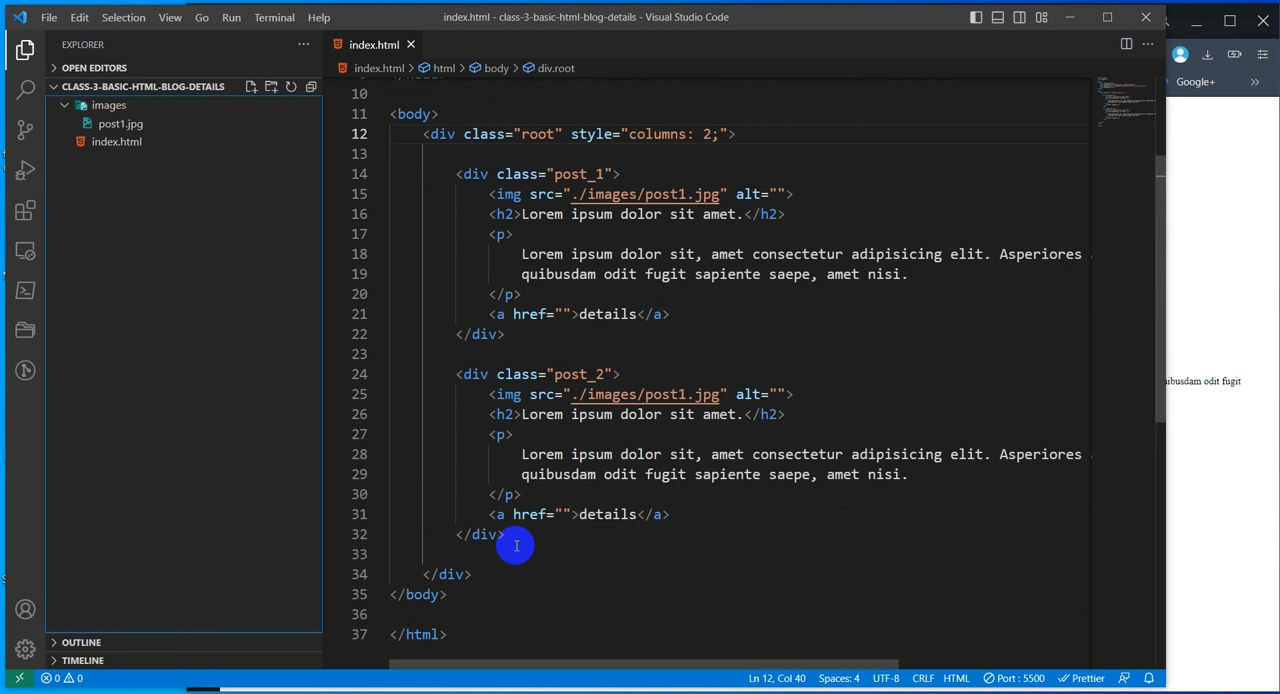 File Edit Selection View Go Run Terminal Help
index.html - class-3-basic-html-blog-details - Visual Studio Code
EXPLORER
OPEN EDITORS
CLASS-3-BASIC-HTML-BLOG-DETAILS
images
post1.jpg
index.html
OUTLINE
TIMELINE
index.html
index.html > html > body > div.root
10
11 <body>
12 <div class="root" style="columns: 2;">
13
14 <div class="post_1">
15 <img src="./images/post1.jpg" alt="">
16 <h2>Lorem ipsum dolor sit amet.</h2>
17 <p>
18 Lorem ipsum dolor sit, amet consectetur adipisicing elit. Asperiores
19 quibusdam odit fugit sapiente saepe, amet nisi.
20 </p>
21 <a href="">details</a>
22 </div>
23
24 <div class="post_2">
25 <img src="./images/post1.jpg" alt="">
26 <h2>Lorem ipsum dolor sit amet.</h2>
27 <p>
28 Lorem ipsum dolor sit, amet consectetur adipisicing elit. Asperiores
29 quibusdam odit fugit sapiente saepe, amet nisi.
30 </p>
31 <a href="">details</a>
32 </div>
33
34 </div>
35 </body>
36
37 </html>
Google+
ibusdam odit fugit
0 0
Ln 12, Col 40 Spaces: 4 UTF-8 CRLF HTML Port : 5500 Prettier